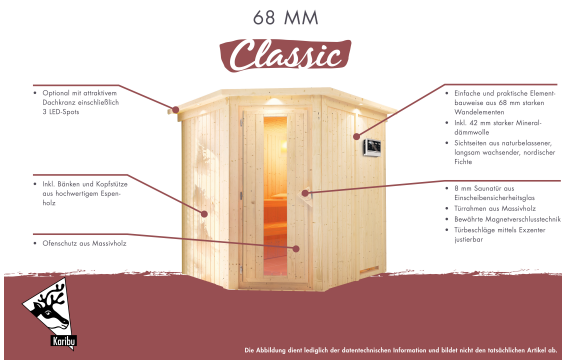 68 MM
Classic
• Optional mit attraktivem
Dachkranz einschließlich
3 LED-Spots
• Inkl. Bänken und Kopfstütze
aus hochwertigem Espen-
holz
• Ofenschutz aus Massivholz
• Einfache und praktische Element-
bauweise aus 68 mm starken
Wandelementen
• Inkl. 42 mm starker Mineral-
dämmwolle
• Sichtseiten aus naturbelassener,
langsam wachsender, nordischer
Fichte
• 8 mm Saunatür aus
Einscheibensicherheitsglas
• Türrahmen aus Massivholz
• Bewährte Magnetverschlusstechnik
• Türbeschläge mittels Exzenter
justierbar
Karibu
Die Abbildung dient lediglich der datentechnischen Information und bildet nicht den tatsächlichen Artikel ab.